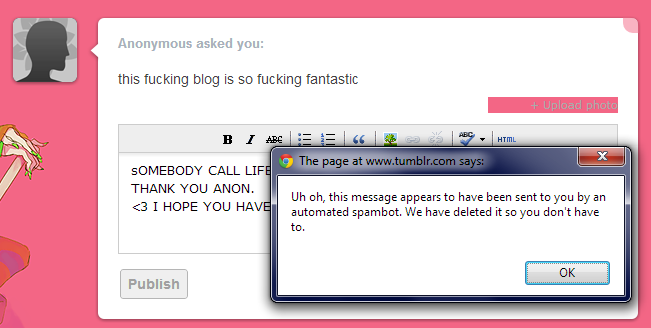 Anonymous asked you:
this fucking blog is so fucking fantastic
+ Upload photo
B I ABC ABC HTML
sOMEBODY CALL LIFE
THANK YOU ANON.
<3 I HOPE YOU HAVE
The page at www.tumblr.com says:
Uh oh, this message appears to have been sent to you by an
automated spambot. We have deleted it so you don't have
to.
OK
Publish